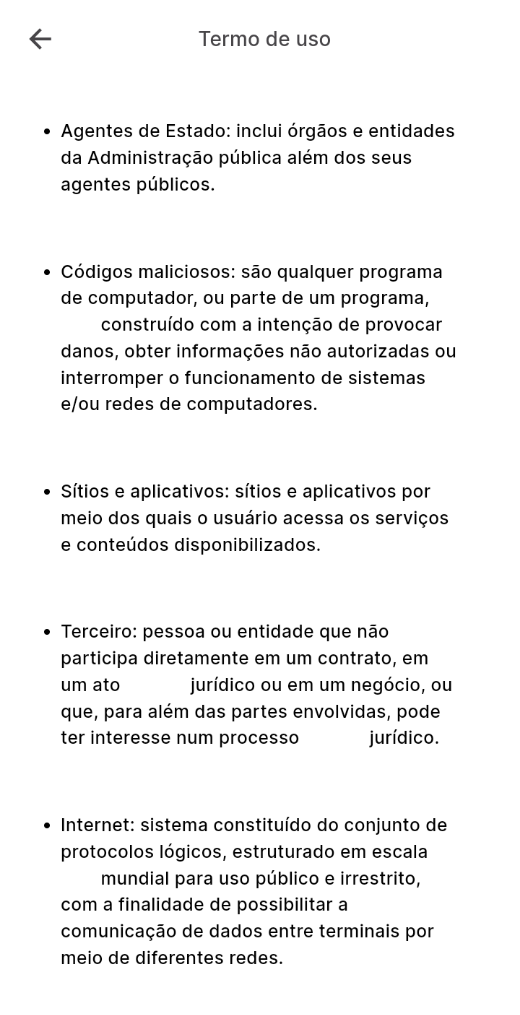 Termo de uso
• Agentes de Estado: inclui órgãos e entidades
da Administração pública além dos seus
agentes públicos.
• Códigos maliciosos: são qualquer programa
de computador, ou parte de um programa,
construído com a intenção de provocar
danos, obter informações não autorizadas ou
interromper o funcionamento de sistemas
e/ou redes de computadores.
• Sítios e aplicativos: sítios e aplicativos por
meio dos quais o usuário acessa os serviços
e conteúdos disponibilizados.
• Terceiro: pessoa ou entidade que não
participa diretamente em um contrato, em
um ato jurídico ou em um negócio, ou
que, para além das partes envolvidas, pode
ter interesse num processo jurídico.
• Internet: sistema constituído do conjunto de
protocolos lógicos, estruturado em escala
mundial para uso público e irrestrito,
com a finalidade de possibilitar a
comunicação de dados entre terminais por
meio de diferentes redes.